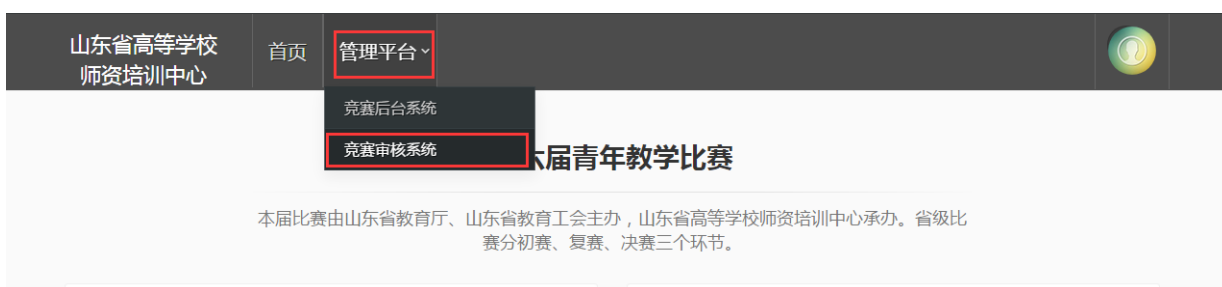 山东省高等学校
师资培训中心
首页
管理平台
竞赛后台系统
竞赛审核系统
六届青年教学比赛
本届比赛由山东省教育厅、山东省教育工会主办，山东省高等学校师资培训中心承办。省级比
赛分初赛、复赛、决赛三个环节。